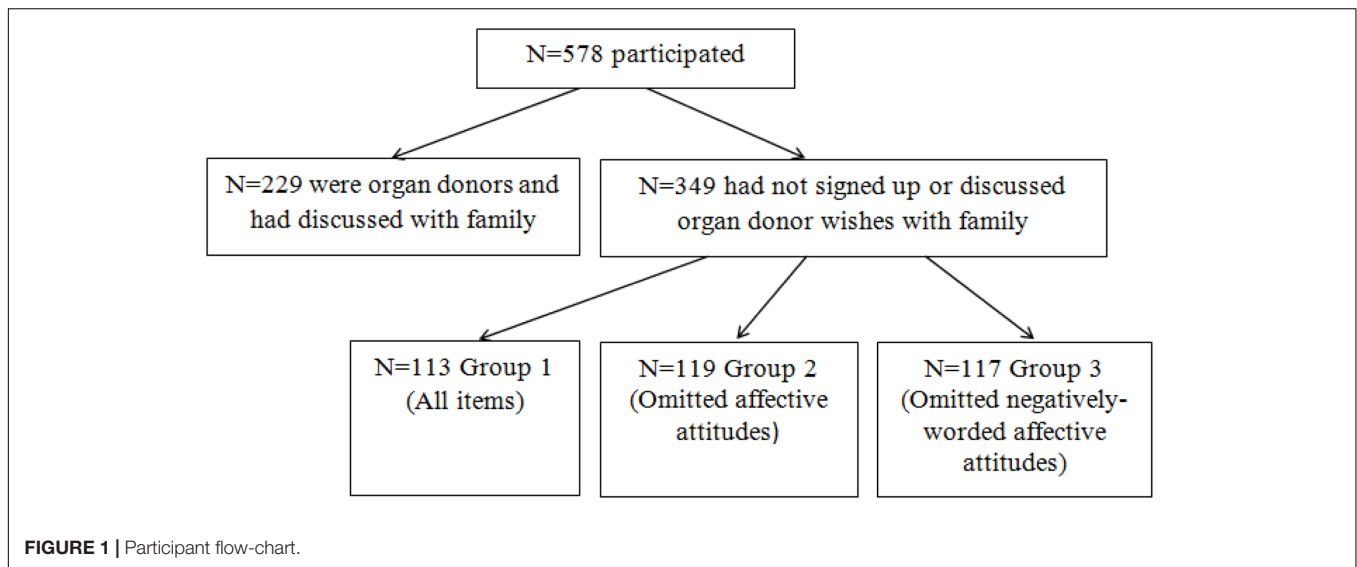 N=578 participated
N=229 were organ donors and
had discussed with family
N=349 had not signed up or discussed
organ donor wishes with family
N=113 Group 1
(All items)
N=119 Group 2
(Omitted affective
attitudes)
N=117 Group 3
(Omitted negatively-
worded affective
attitudes)
FIGURE 1 | Participant flow-chart.